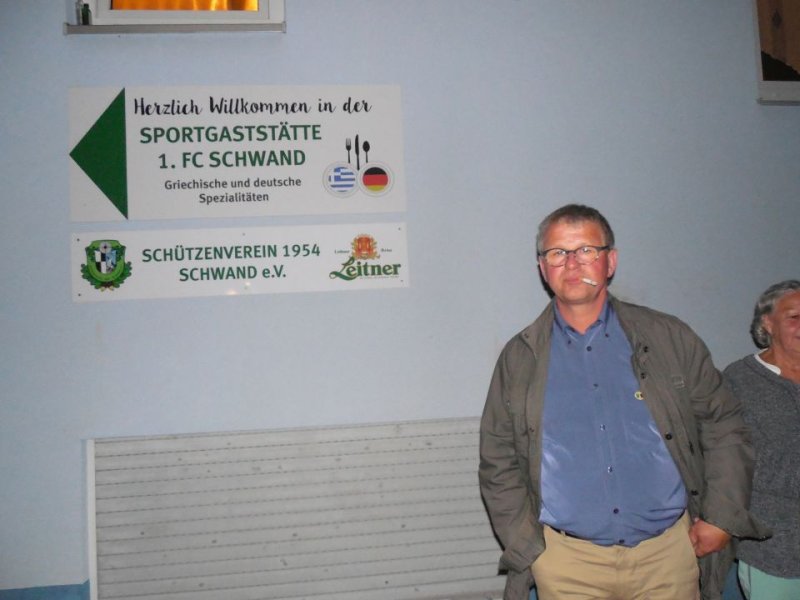 Herzlich Willkommen in der
SPORTGASTSTÄTTE
1. FC SCHWAND
Griechische und deutsche
Spezialitäten
SCHÜTZENVEREIN 1954
SCHWAND e.V.
Leitner